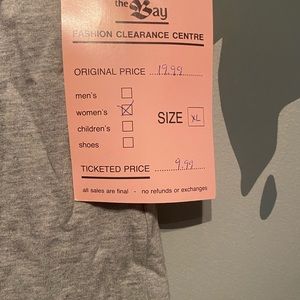 the Bay
FASHION CLEARANCE CENTRE
ORIGINAL PRICE ....19.99....
men's
women's
children's
shoes
SIZE XL
TICKETED PRICE ....9.99....
all sales are final - no refunds or exchanges